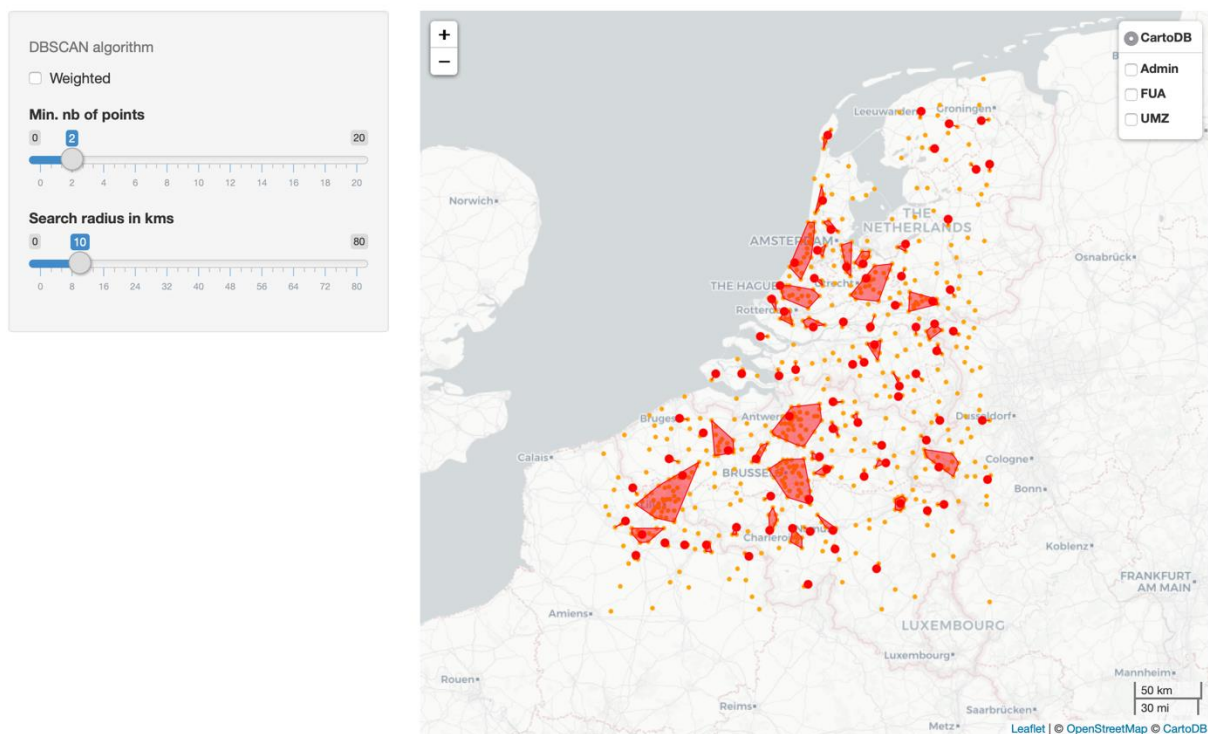 DBSCAN algorithm
Weighted
Min. nb of points
0 2 20
0 2 4 6 8 10 12 14 16 18 20
Search radius in kms
0 10 80
0 8 16 24 32 40 48 56 64 72 80
+
−
CartoDB
Admin
FUA
UMZ
Leeuwarden
Groningen
Norwich
THE
NETHERLANDS
AMSTERDAM
Osnabrück
THE HAGUE
Utrecht
Bruges
Antwer
Dusseldorf
Calais
Cologne
BRUSSE
Bonn
Charleroi
Koblenz
FRANKFURT
AM MAIN
Amiens
LUXEMBOURG
Luxembourg
Rouen
Mannheim
Reims
Saarbrücken
Metz
50 km
30 mi
Leaflet | © OpenStreetMap © CartoDB